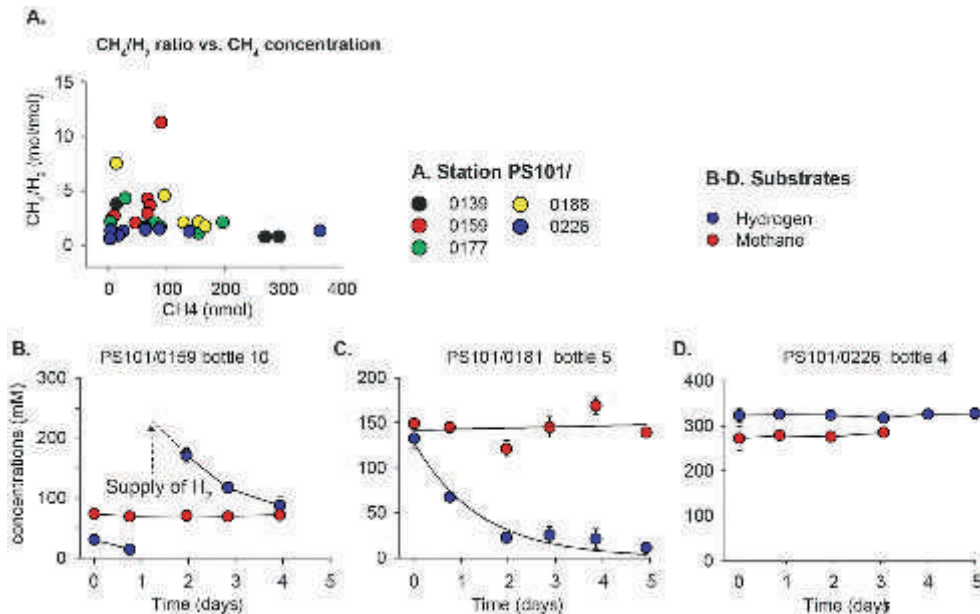 A.
CH₄/H₂ ratio vs. CH₄ concentration
15
10
5
0
CH₄/H₂ (mol/mol)
0 100 200 300 400
CH4 (nmol)
A. Station PS101/
0139 0188
0159 0226
0177
B-D. Substrates
Hydrogen
Methane
B. PS101/0159 bottle 10
300
200
100
0
concentrations (mM)
Supply of H₂
0 1 2 3 4 5
Time (days)
C. PS101/0181 bottle 5
200
150
100
50
0
0 1 2 3 4 5
Time (days)
D. PS101/0226 bottle 4
400
300
200
100
0
0 1 2 3 4 5
Time (days)